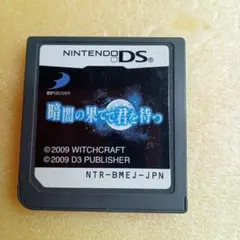 NINTENDO DS
D3 PUBLISHER
暗闇の果てで君を待つ
© 2009 WITCHCRAFT
© 2009 D3 PUBLISHER
NTR-BMEJ-JPN